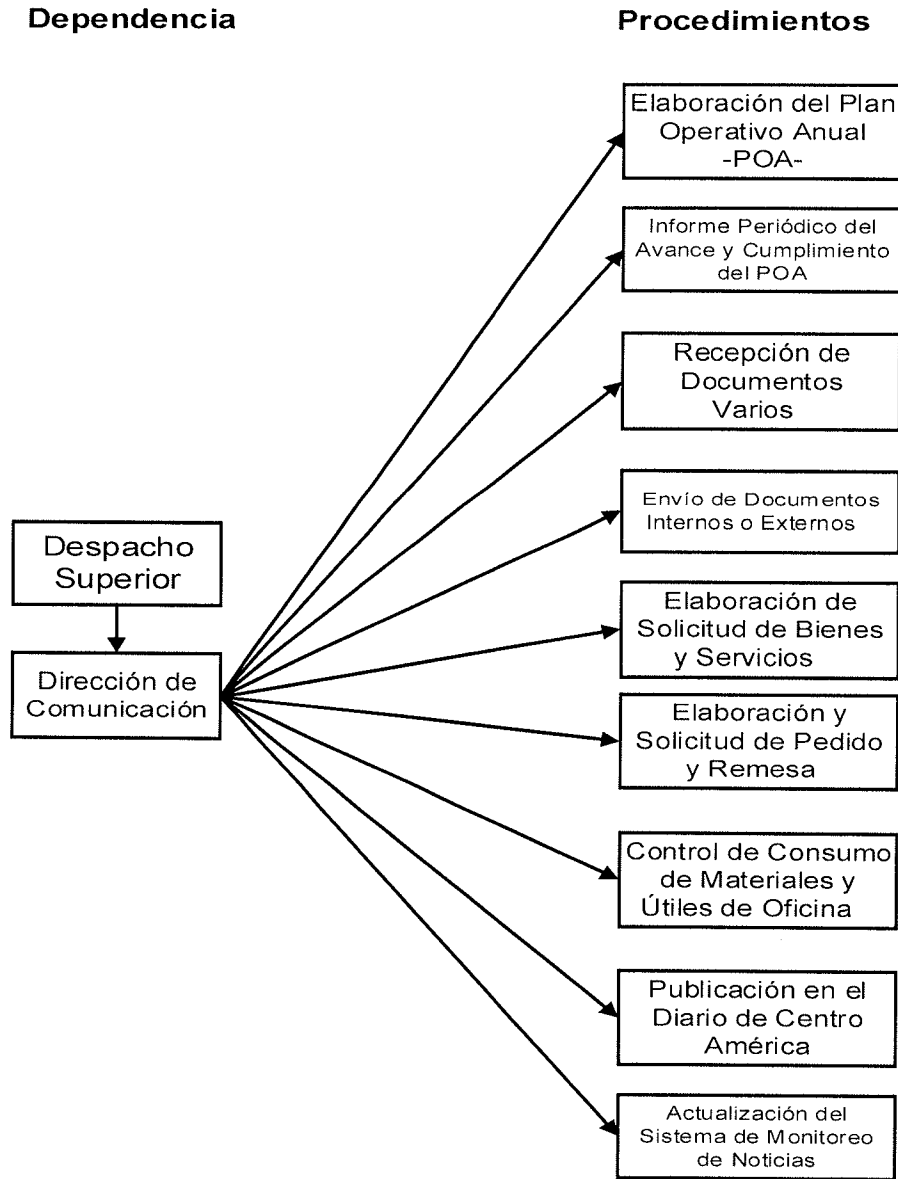 Dependencia
Procedimientos
Elaboración del Plan
Operativo Anual
-POA-
Informe Periódico del
Avance y Cumplimiento
del POA
Recepción de
Documentos
Varios
Envío de Documentos
Internos o Externos
Despacho
Superior
Dirección de
Comunicación
Elaboración de
Solicitud de Bienes
y Servicios
Elaboración y
Solicitud de Pedido
y Remesa
Control de Consumo
de Materiales y
Útiles de Oficina
Publicación en el
Diario de Centro
América
Actualización del
Sistema de Monitoreo
de Noticias